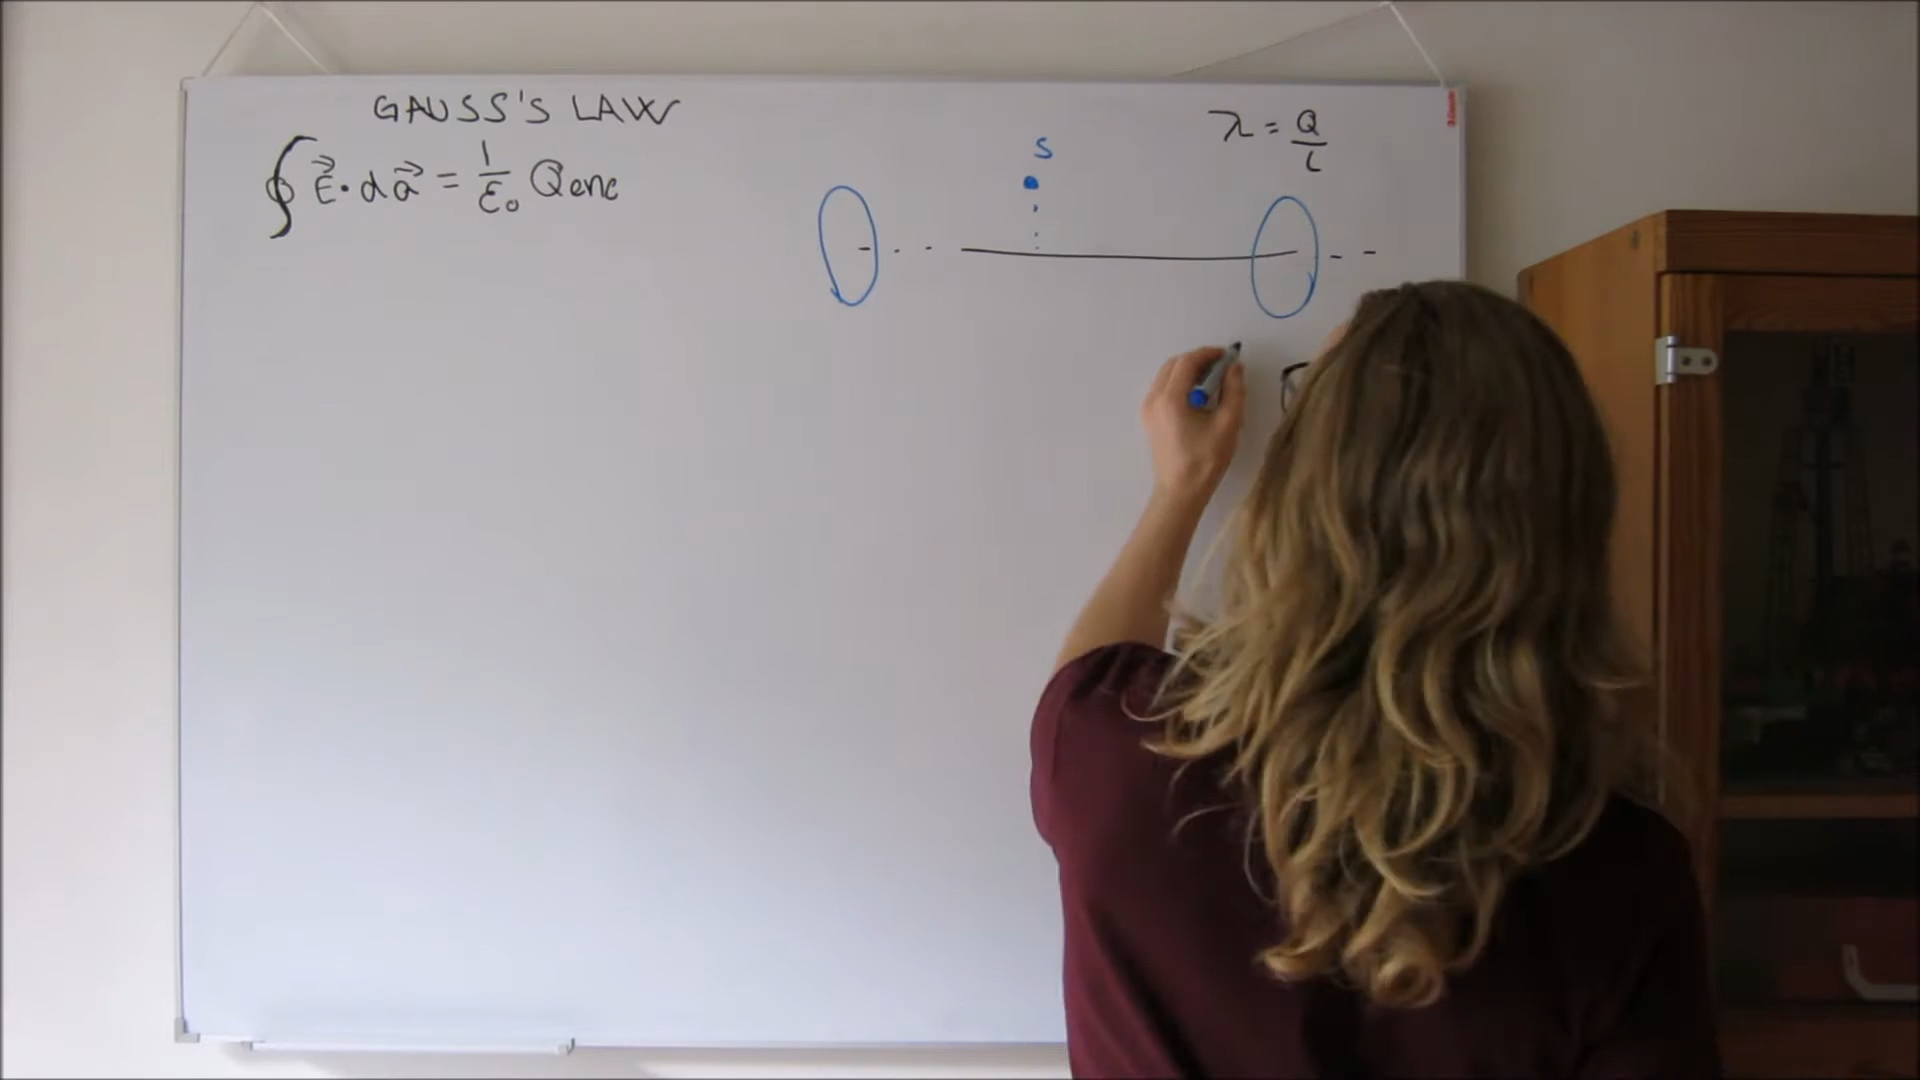 GAUSS'S LAW
∮ E⃗ · da⃗ = 1/ε₀ Qenc
λ = Q/L
S